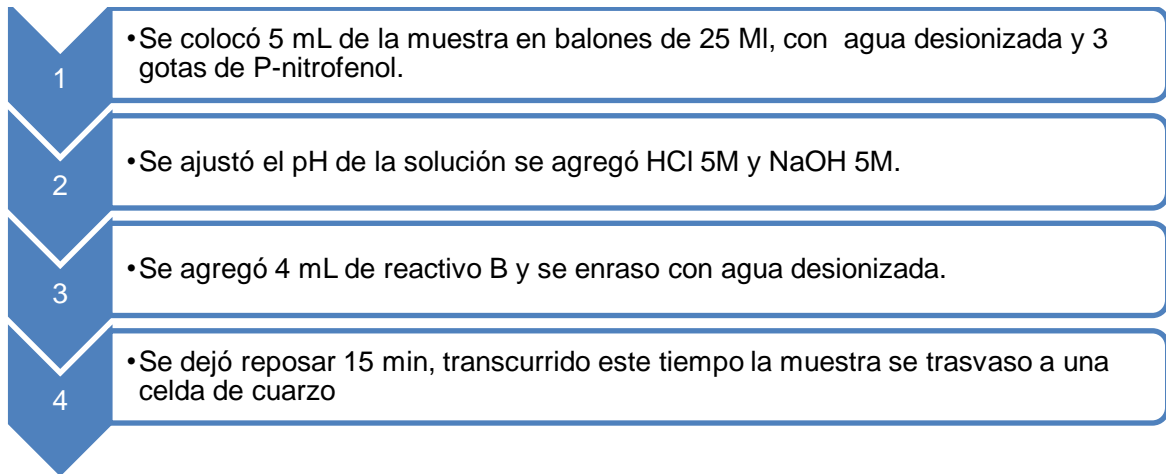 1
•Se colocó 5 mL de la muestra en balones de 25 Ml, con agua desionizada y 3
gotas de P-nitrofenol.
2
•Se ajustó el pH de la solución se agregó HCl 5M y NaOH 5M.
3
•Se agregó 4 mL de reactivo B y se enraso con agua desionizada.
4
•Se dejó reposar 15 min, transcurrido este tiempo la muestra se trasvaso a una
celda de cuarzo